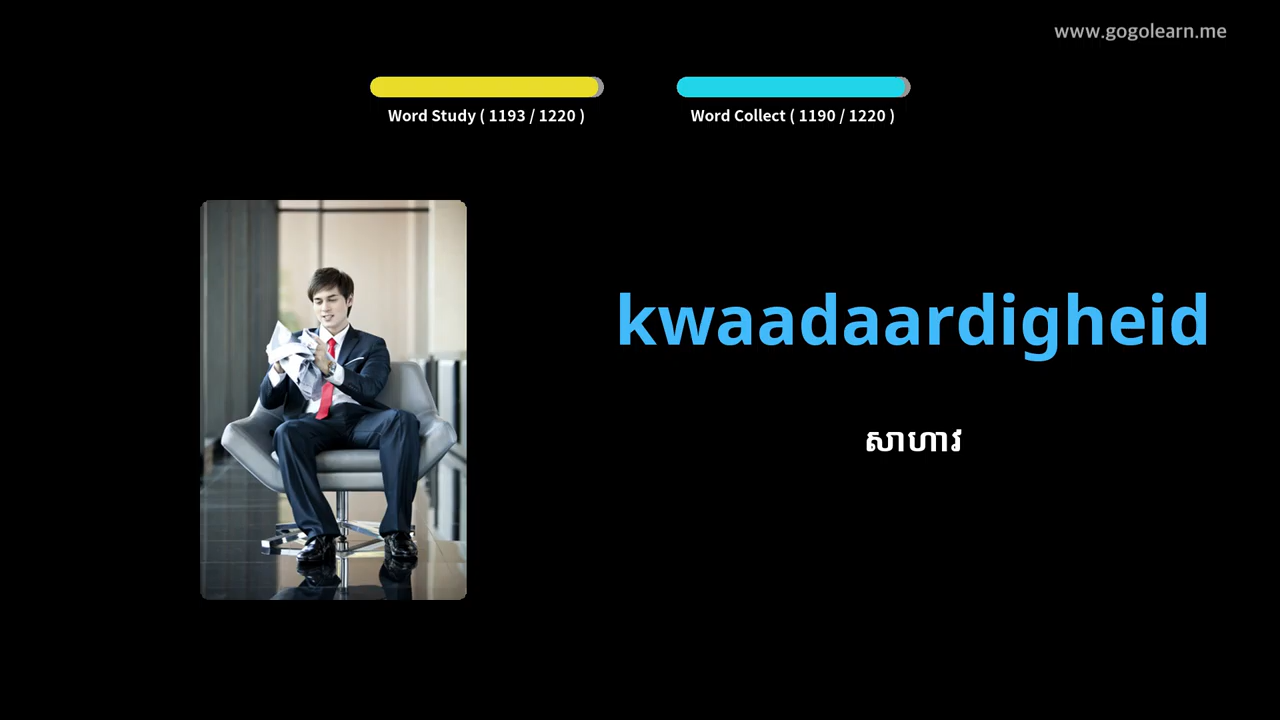 www.gogolearn.me
Word Study ( 1193 / 1220 )
Word Collect ( 1190 / 1220 )
kwaadaardigheid
សាហាវ